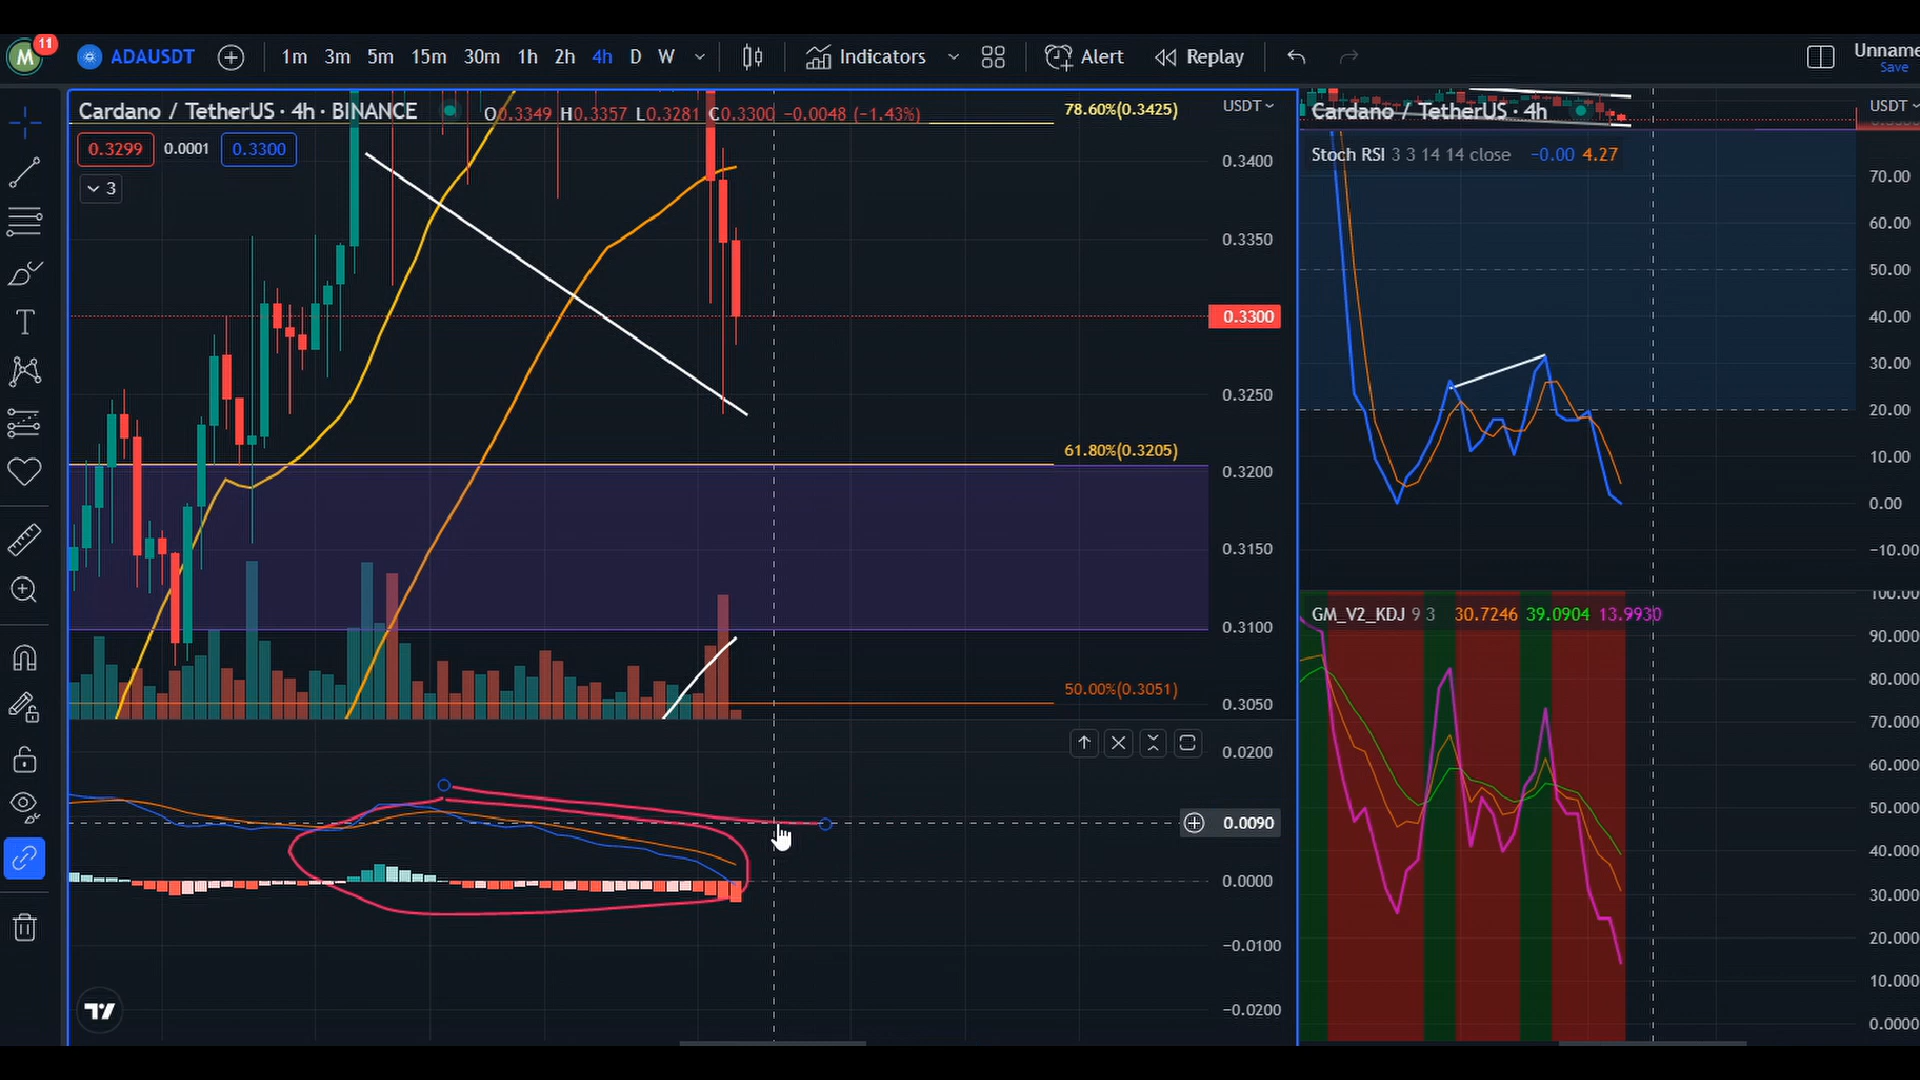 M
11
ADAUSDT
1m 3m 5m 15m 30m 1h 2h 4h D W
Indicators
Alert
Replay
Unname
Save
Cardano / TetherUS · 4h · BINANCE
O0.3349 H0.3357 L0.3281 C0.3300 -0.0048 (-1.43%)
0.3299 0.0001 0.3300
3
78.60%(0.3425)
61.80%(0.3205)
50.00%(0.3051)
USDT
0.3400
0.3350
0.3300
0.3250
0.3200
0.3150
0.3100
0.3050
0.0200
0.0090
0.0000
-0.0100
-0.0200
Cardano / TetherUS · 4h
USDT
Stoch RSI 3 3 14 14 close -0.00 4.27
70.00
60.00
50.00
40.00
30.00
20.00
10.00
0.00
-10.00
GM_V2_KDJ 9 3 30.7246 39.0904 13.9930
100.00
90.000
80.000
70.000
60.000
50.000
40.000
30.000
20.000
10.000
0.0000